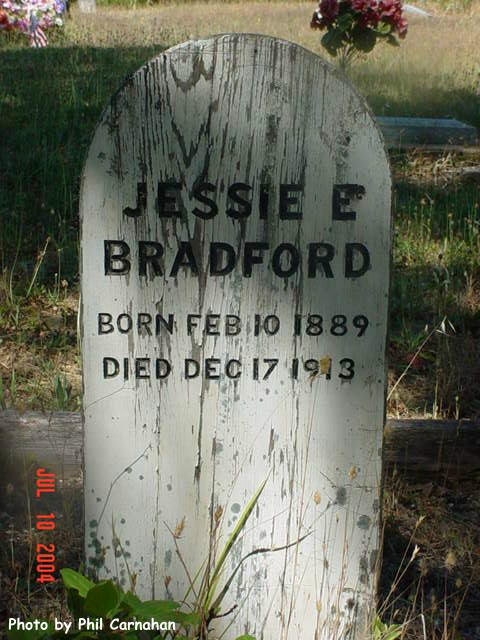 JESSIE E
BRADFORD
BORN FEB 10 1889
DIED DEC 17 1913
JUL 10 2004
Photo by Phil Carnahan